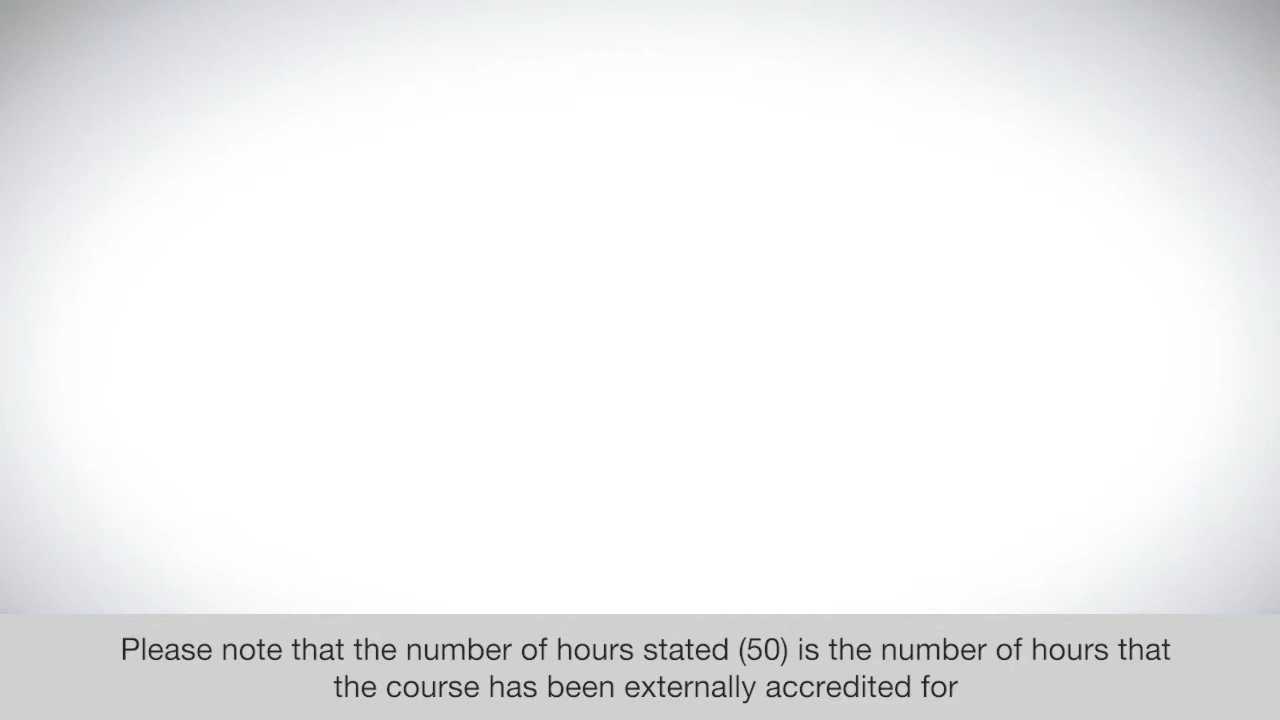 Please note that the number of hours stated (50) is the number of hours that
the course has been externally accredited for